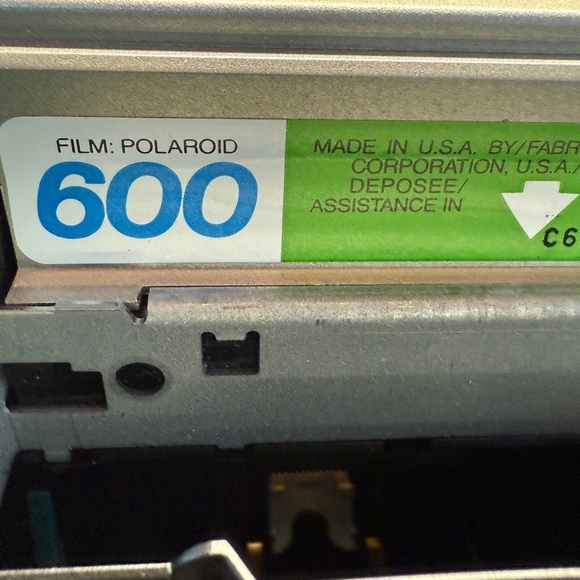 FILM: POLAROID
600
MADE IN U.S.A. BY/FABR
CORPORATION, U.S.A./
DEPOSEE/
ASSISTANCE IN
C6